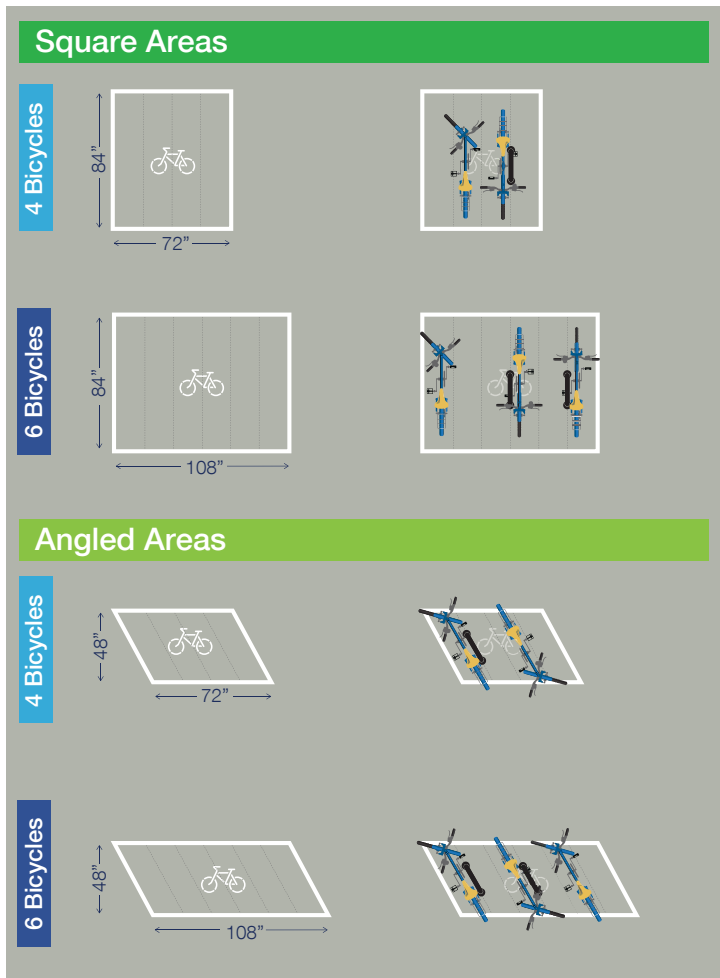 Square Areas
4 Bicycles
84”
72”
6 Bicycles
84”
108”
Angled Areas
4 Bicycles
48”
72”
6 Bicycles
48”
108”